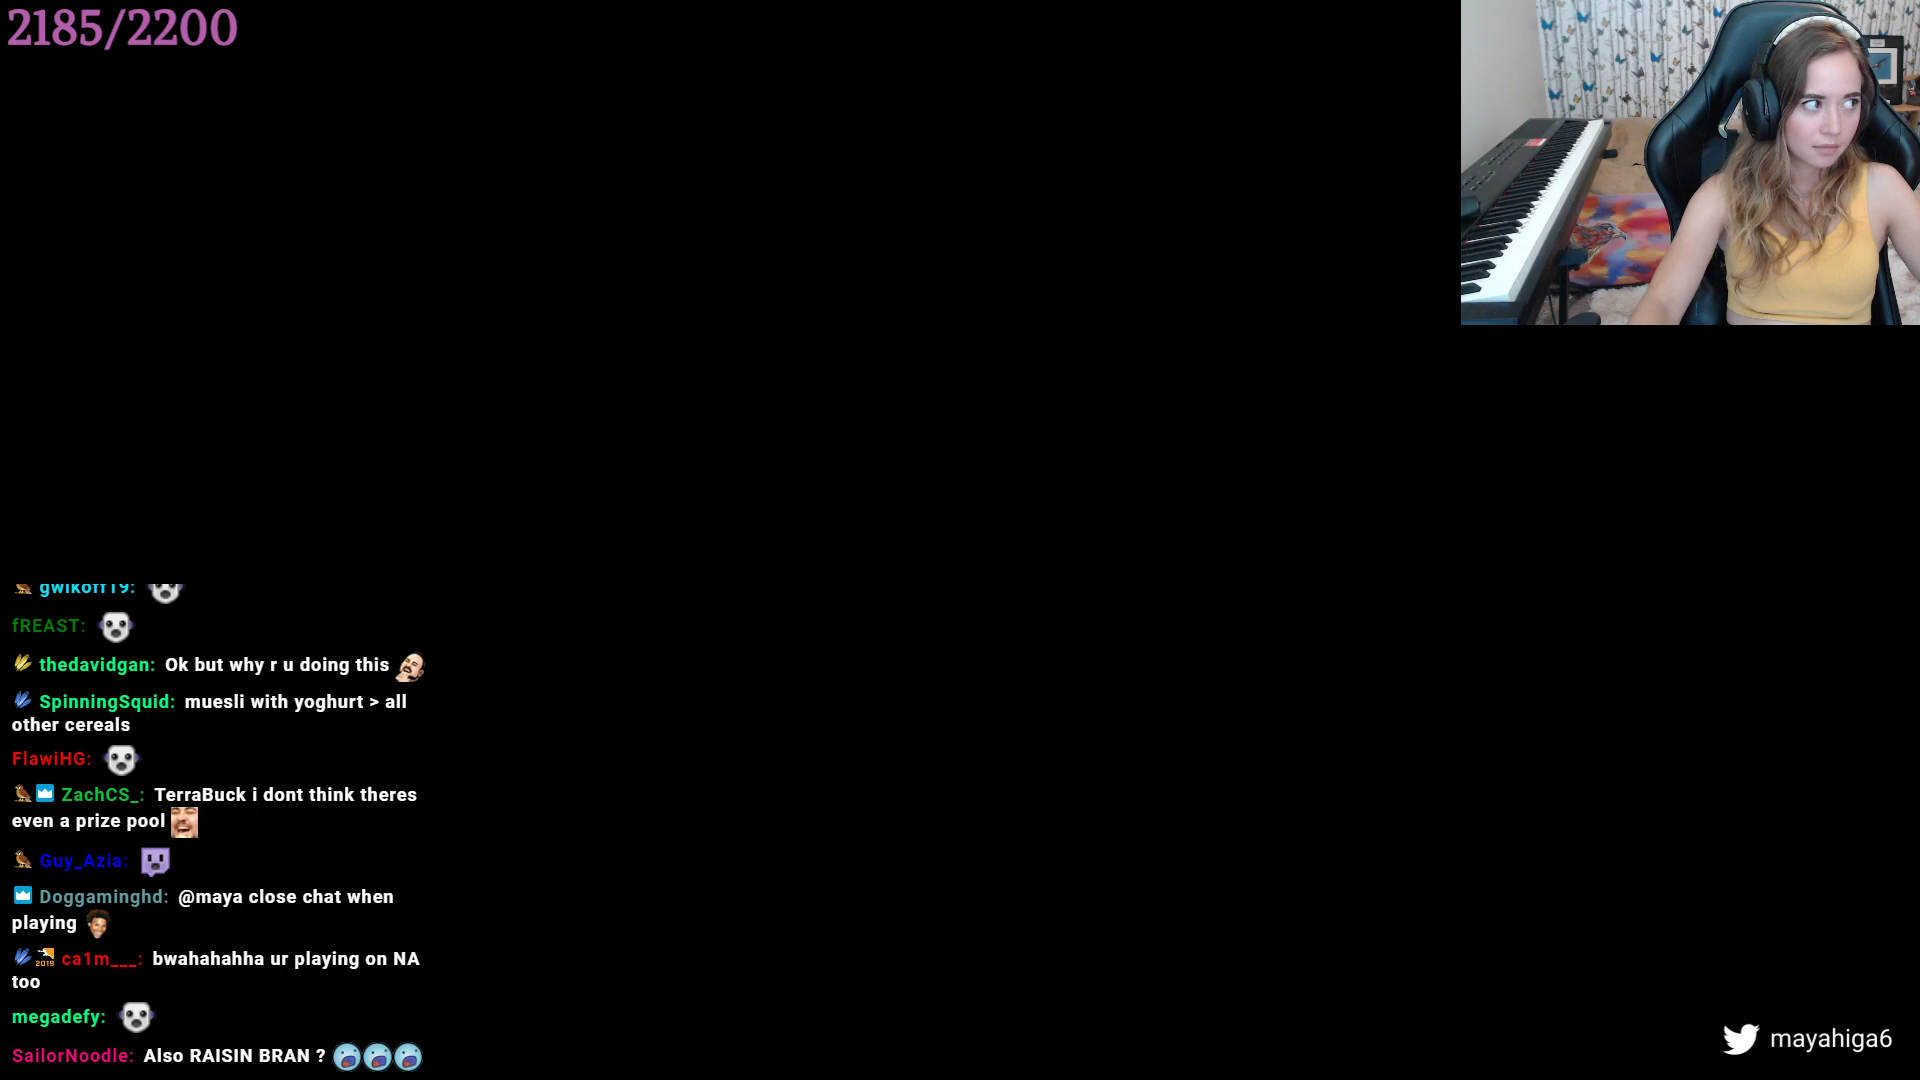 2185/2200
gwikoff19:
fREAST:
thedavidgan: Ok but why r u doing this
SpinningSquid: muesli with yoghurt > all
other cereals
FlawiHG:
ZachCS_: TerraBuck i dont think theres
even a prize pool
Guy_Azia:
Doggaminghd: @maya close chat when
playing
2019 ca1m___: bwahahahha ur playing on NA
too
megadefy:
SailorNoodle: Also RAISIN BRAN ?
mayahiga6